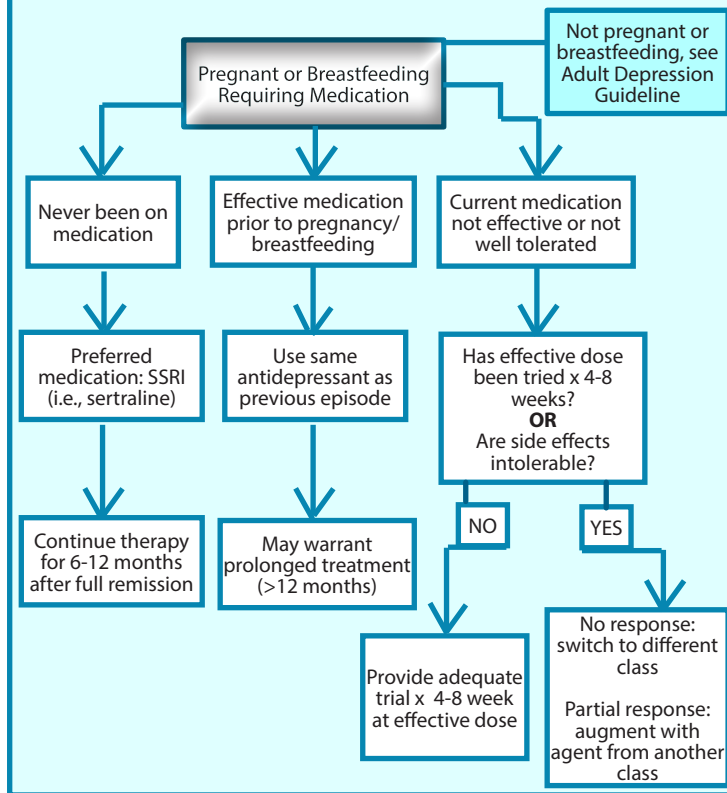 Not pregnant or
breastfeeding, see
Adult Depression
Guideline
Pregnant or Breastfeeding
Requiring Medication
Never been on
medication
Effective medication
prior to pregnancy/
breastfeeding
Current medication
not effective or not
well tolerated
Preferred
medication: SSRI
(i.e., sertraline)
Use same
antidepressant as
previous episode
Has effective dose
been tried x 4-8
weeks?
OR
Are side effects
intolerable?
NO
YES
Continue therapy
for 6-12 months
after full remission
May warrant
prolonged treatment
(>12 months)
Provide adequate
trial x 4-8 week
at effective dose
No response:
switch to different
class
Partial response:
augment with
agent from another
class